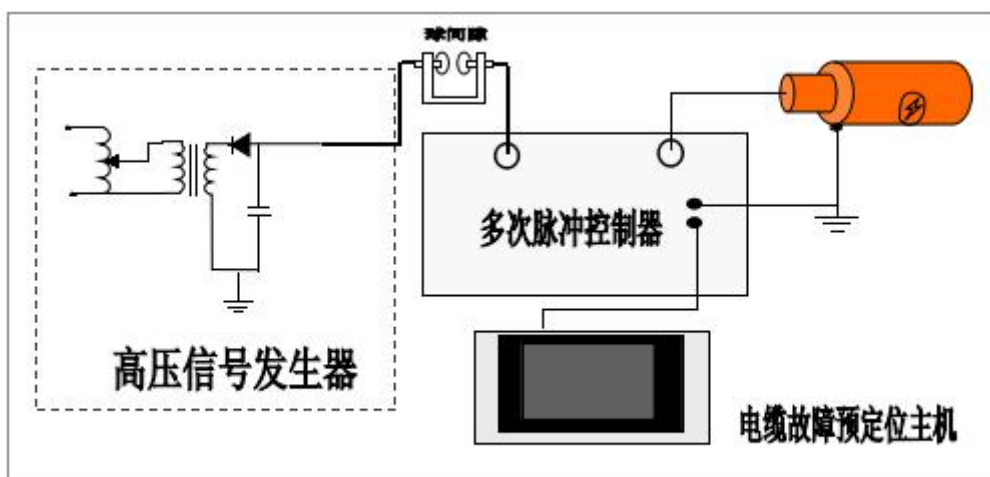 球间隙
多次脉冲控制器
高压信号发生器
电缆故障预定位主机